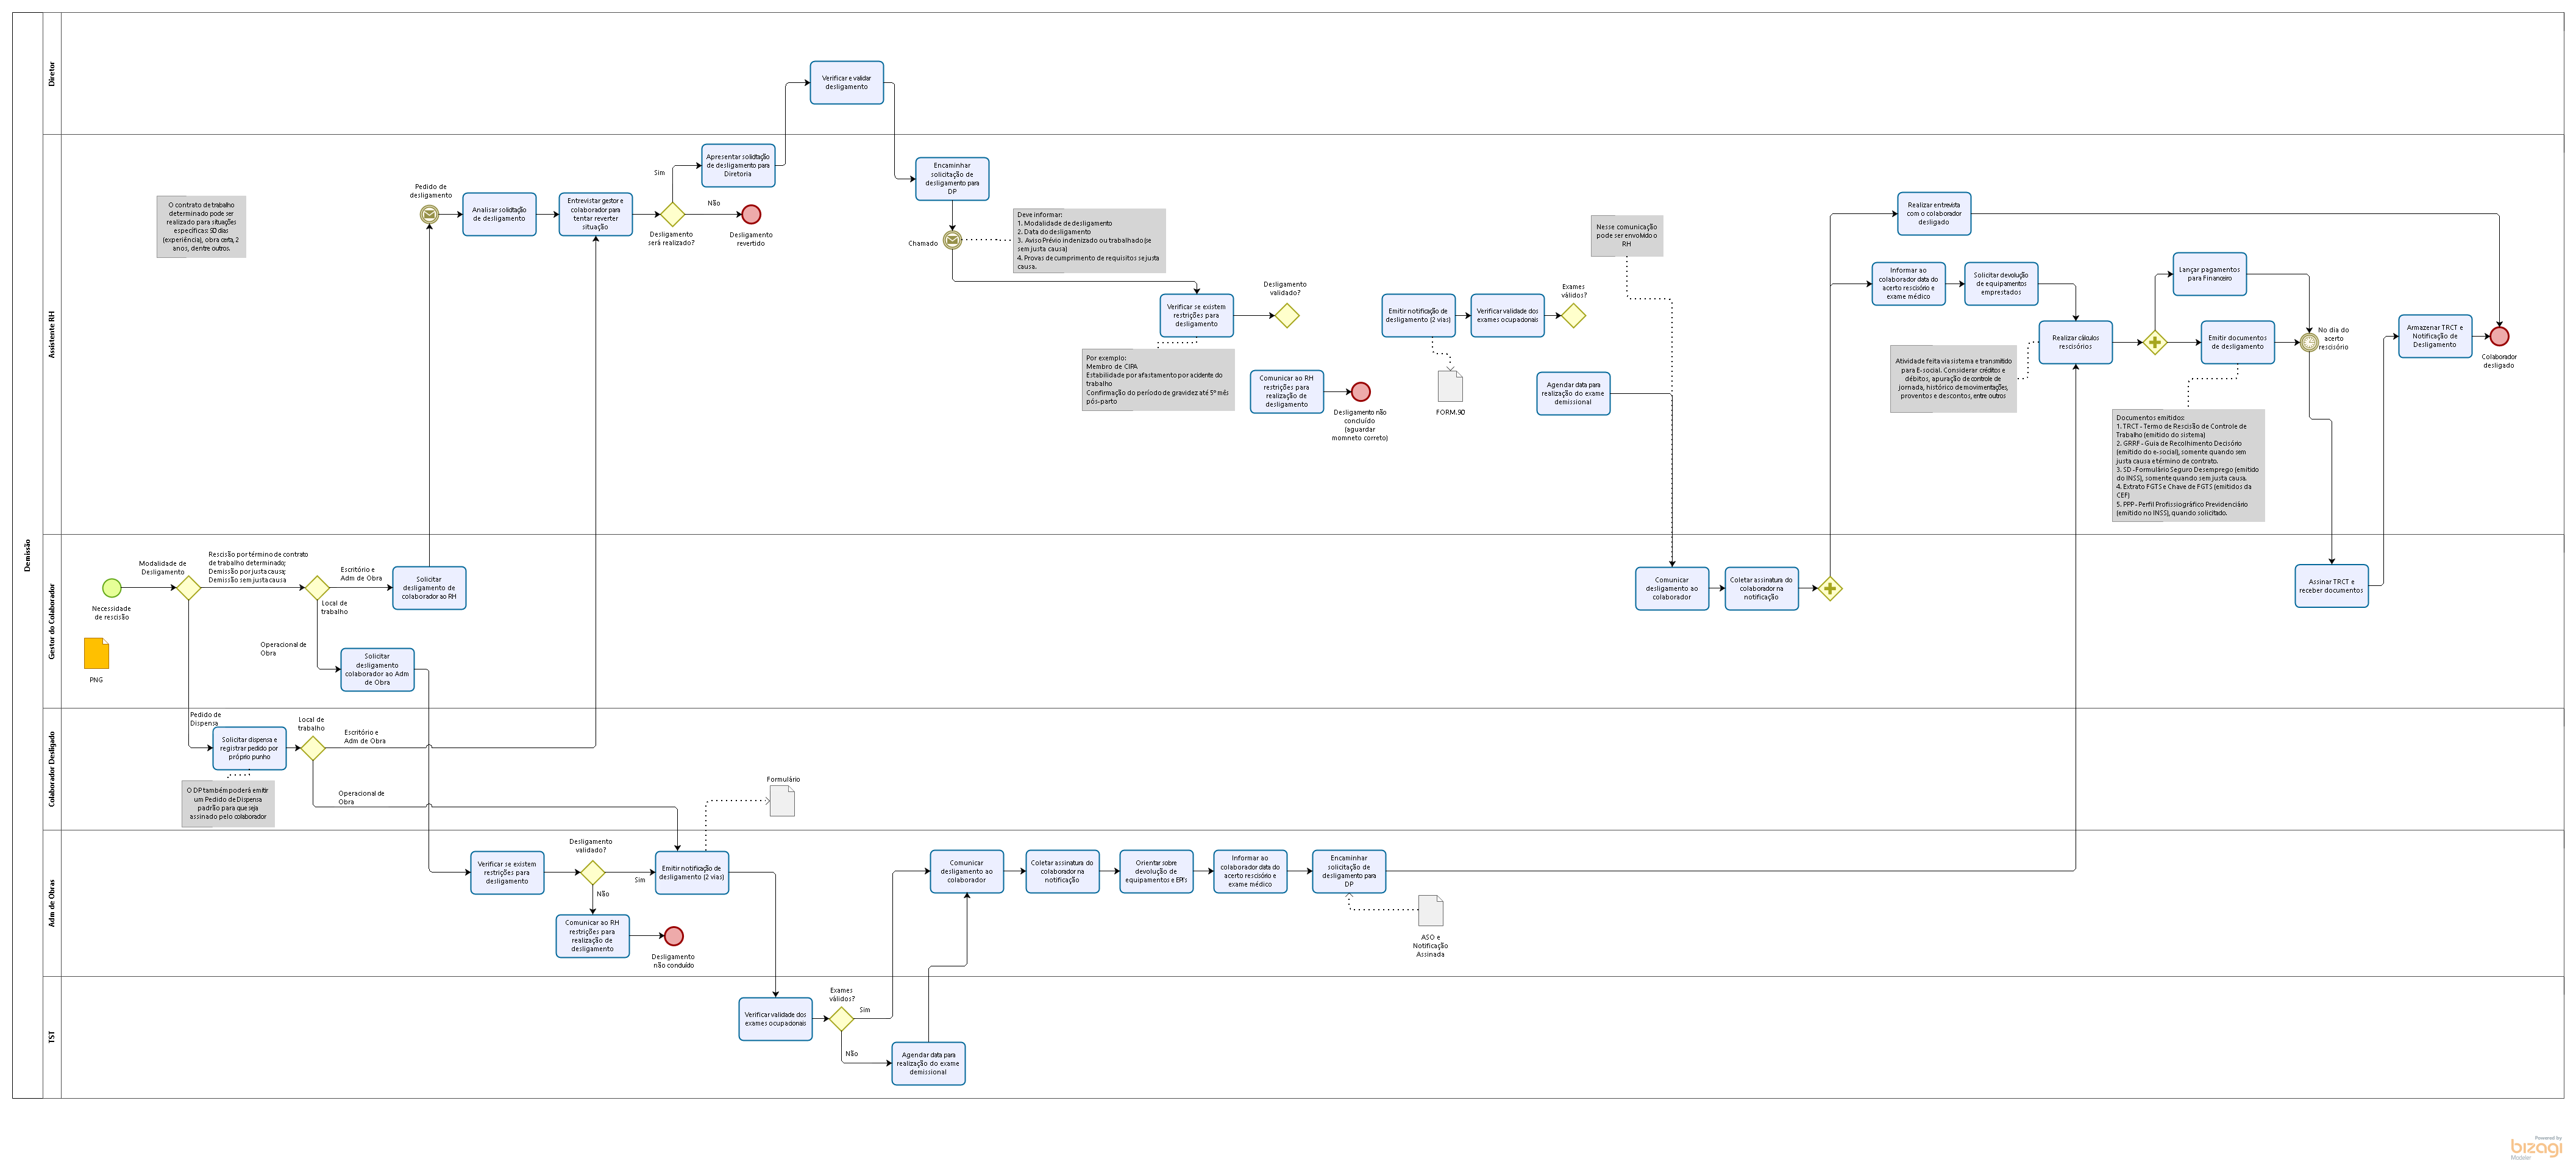 Demissão
Diretor
Verificar e validar
desligamento
Asistente RH
O contrato de trabalho
determinado pode ser
realizado para situações
específicas: 90 dias
(experiência), obra certa, 2
anos, dentre outros.
Pedido de
desligamento
Analisar solicitação
de desligamento
Entrevistar gestor e
colaborador para
tentar reverter
situação
Sim
Apresentar solicitação
de desligamento para
Diretoria
Não
Desligamento
será realizado?
Desligamento
revertido
Encaminhar
solicitação de
desligamento para
DP
Chamado
Deve informar:
1. Modalidade de desligamento
2. Data do desligamento
3. Aviso Prévio indenizado ou trabalhado (se
sem justa causa)
4. Provas de cumprimento de requisitos se justa
causa.
Verificar se existem
restrições para
desligamento
Desligamento
validado?
Por exemplo:
Membro de CIPA
Estabilidade por afastamento por acidente do
trabalho
Confirmação do período de gravidez até 5º mês
pós-parto
Comunicar ao RH
restrições para
realização de
desligamento
Desligamento não
concluído
(aguardar
momneto correto)
Emitir notificação de
desligamento (2 vias)
Verificar validade dos
exames ocupacionais
Exames
válidos?
FORM.90
Agendar data para
realização do exame
demissional
Nesse comunicação
pode ser envolvido o
RH
Realizar entrevista
com o colaborador
desligado
Informar ao
colaborador data do
acerto rescisório e
exame médico
Solicitar devolução
de equipamentos
emprestados
Atividade feita via sistema e transmitido
para E-social. Considerar créditos e
débitos, apuração de controle de
jornada, histórico de movimentações,
proventos e descontos, entre outros
Realizar cálculos
rescisórios
Lançar pagamentos
para Financeiro
Emitir documentos
de desligamento
No dia do
acerto
rescisório
Documentos emitidos:
1. TRCT - Termo de Rescisão de Controle de
Trabalho (emitido do sistema)
2. GRRF - Guia de Recolhimento Decisório
(emitido do e-social), somente quando sem
justa causa e término de contrato.
3. SD - Formulário Seguro Desemprego (emitido
do INSS), somente quando sem justa causa.
4. Extrato FGTS e Chave de FGTS (emitidos da
CEF)
5. PPP - Perfil Profissiográfico Previdenciário
(emitido no INSS), quando solicitado.
Armazenar TRCT e
Notificação de
Desligamento
Colaborador
desligado
Gestor do Colaborador
Necessidade
de rescisão
PNG
Modalidade de
Desligamento
Rescisão por término de contrato
de trabalho determinado;
Demissão por justa causa;
Demissão sem justa causa
Local de
trabalho
Escritório e
Adm de Obra
Solicitar
desligamento de
colaborador ao RH
Operacional de
Obra
Solicitar
desligamento
colaborador ao Adm
de Obra
Comunicar
desligamento ao
colaborador
Coletar assinatura do
colaborador na
notificação
Assinar TRCT e
receber documentos
Colaborador Desligado
Pedido de
Dispensa
Solicitar dispensa e
registrar pedido por
próprio punho
Local de
trabalho
Escritório e
Adm de Obra
Operacional de
Obra
O DP também poderá emitir
um Pedido de Dispensa
padrão para que seja
assinado pelo colaborador
Formulário
Adm de Obras
Verificar se existem
restrições para
desligamento
Desligamento
validado?
Sim
Não
Emitir notificação de
desligamento (2 vias)
Comunicar ao RH
restrições para
realização de
desligamento
Desligamento
não concluído
Comunicar
desligamento ao
colaborador
Coletar assinatura do
colaborador na
notificação
Orientar sobre
devolução de
equipamentos e EPI's
Informar ao
colaborador data do
acerto rescisório e
exame médico
Encaminhar
solicitação de
desligamento para
DP
ASO e
Notificação
Assinada
TST
Verificar validade dos
exames ocupacionais
Exames
válidos?
Sim
Não
Agendar data para
realização do exame
demissional
Powered by
bizagi
Modeler